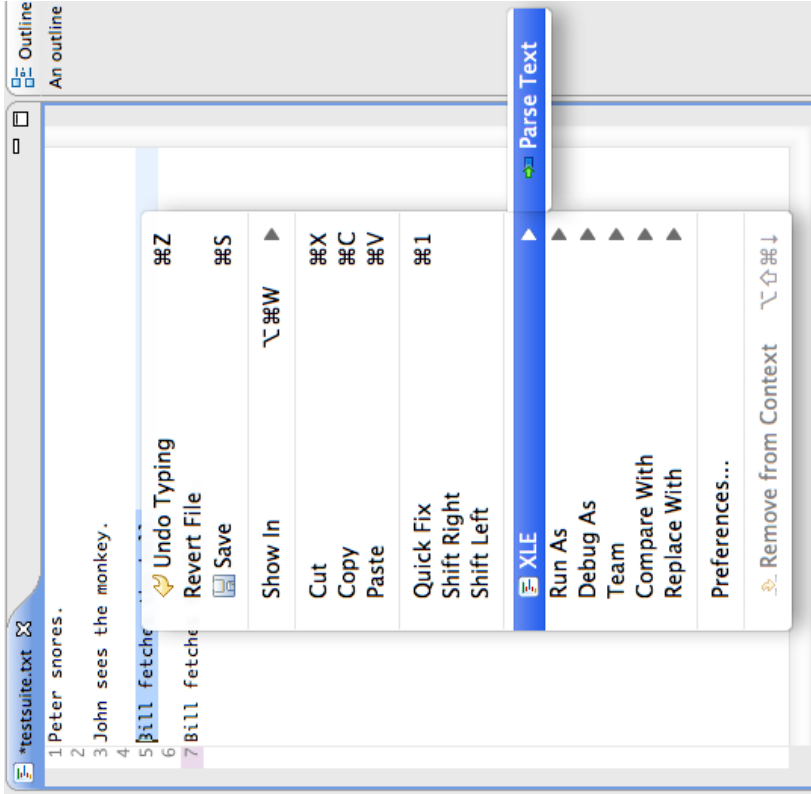 *testsuite.txt
Outline
An outline
1 Peter snores.
2
3 John sees the monkey.
4
5 Bill fetche
6
7 Bill fetche
Undo Typing ⌘Z
Revert File
Save ⌘S
Show In ⌥⌘W ▶
Cut ⌘X
Copy ⌘C
Paste ⌘V
Quick Fix ⌘1
Shift Right
Shift Left
XLE ▶
Parse Text
Run As ▶
Debug As ▶
Team ▶
Compare With ▶
Replace With ▶
Preferences...
Remove from Context ⌥⇧⌘↓